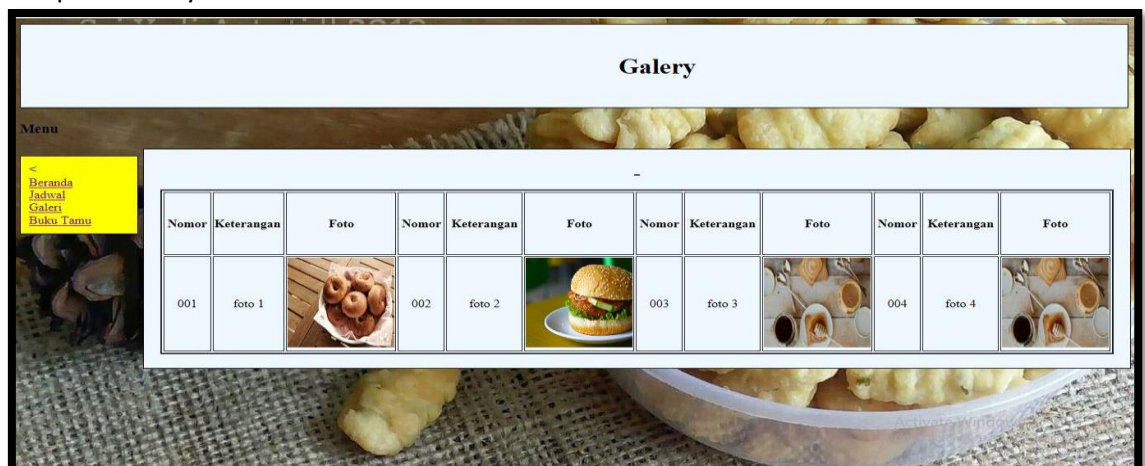 Galery
Menu
<
Beranda
Jadwal
Galeri
Buku Tamu
-
Nomor Keterangan Foto Nomor Keterangan Foto Nomor Keterangan Foto Nomor Keterangan Foto
001 foto 1 002 foto 2 003 foto 3 004 foto 4